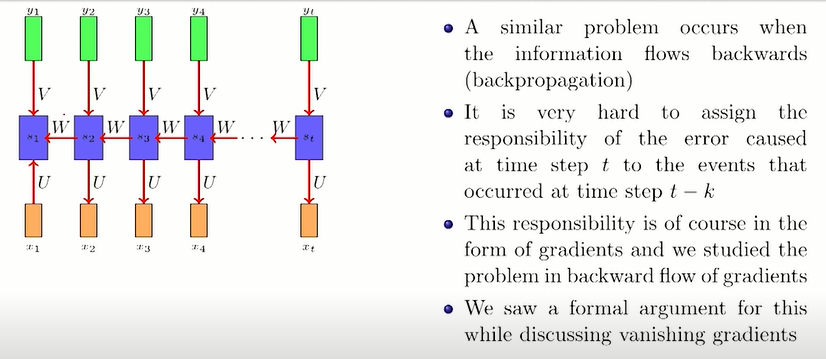 y1 y2 y3 y4 yt
V V V V V
W W W W W
s1 s2 s3 s4 ... st
U U U U U
x1 x2 x3 x4 xt
A similar problem occurs when
the information flows backwards
(backpropagation)
It is very hard to assign the
responsibility of the error caused
at time step t to the events that
occurred at time step t − k
This responsibility is of course in the
form of gradients and we studied the
problem in backward flow of gradients
We saw a formal argument for this
while discussing vanishing gradients